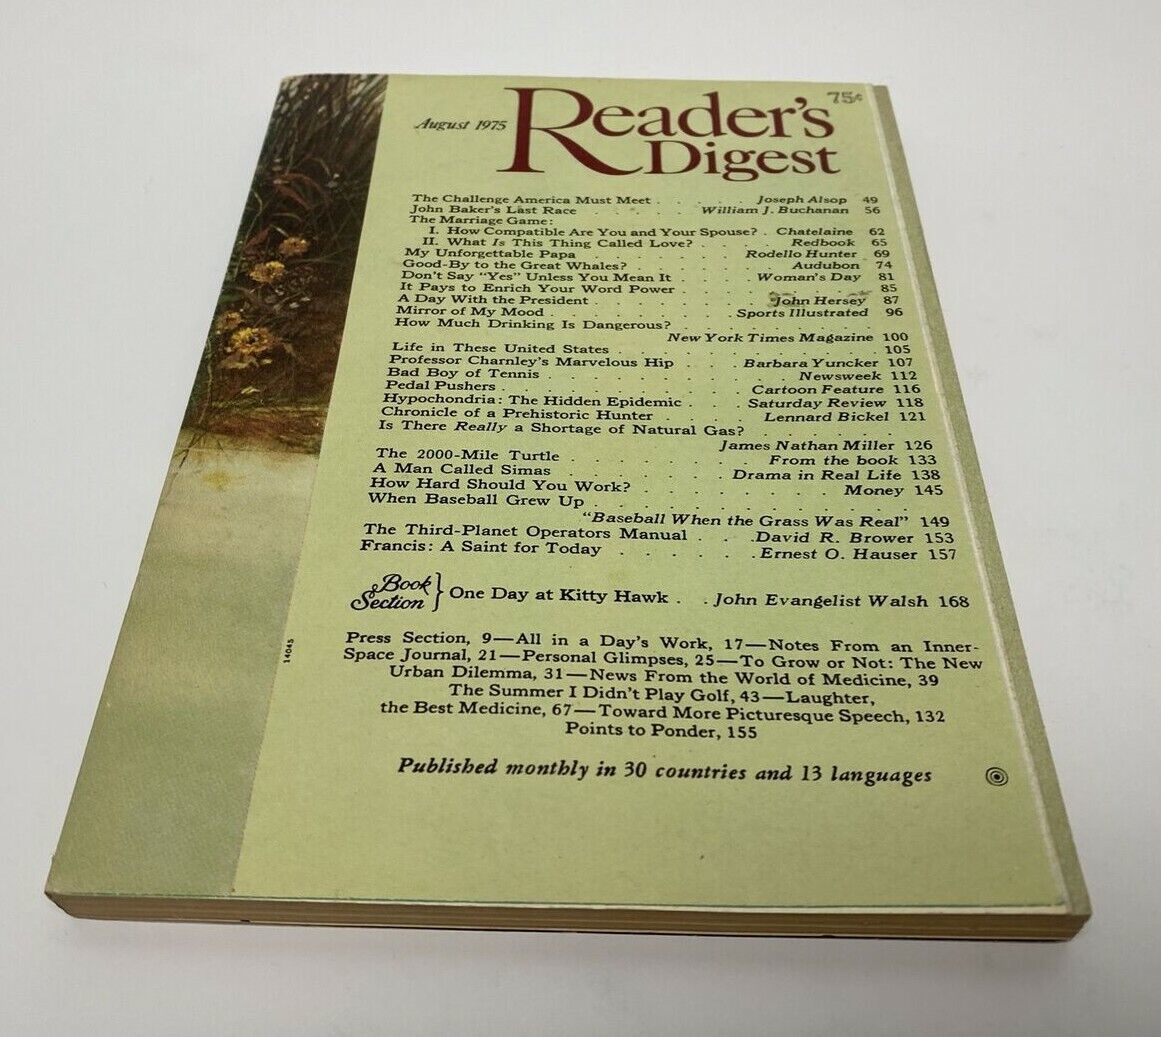 August 1975 Reader's Digest 75¢
The Challenge America Must Meet . . . Joseph Alsop 49
John Baker's Last Race . . . . . William J. Buchanan 56
The Marriage Game:
I. How Compatible Are You and Your Spouse? . Chatelaine 62
II. What Is This Thing Called Love? . . . . Redbook 65
My Unforgettable Papa . . . . . . . Rodello Hunter 69
Good-By to the Great Whales? . . . . . . Audubon 74
Don't Say "Yes" Unless You Mean It . . . . Woman's Day 81
It Pays to Enrich Your Word Power . . . . . . . . 85
A Day With the President . . . . . . . John Hersey 87
Mirror of My Mood . . . . . . . . Sports Illustrated 96
How Much Drinking Is Dangerous? . . . . . . . .
New York Times Magazine 100
Life in These United States . . . . . . . . . . 105
Professor Charnley's Marvelous Hip . . . Barbara Yuncker 107
Bad Boy of Tennis . . . . . . . . . . Newsweek 112
Pedal Pushers . . . . . . . . . . Cartoon Feature 116
Hypochondria: The Hidden Epidemic . . . Saturday Review 118
Chronicle of a Prehistoric Hunter . . . . Lennard Bickel 121
Is There Really a Shortage of Natural Gas? . . . . . .
James Nathan Miller 126
The 2000-Mile Turtle . . . . . . . . From the book 133
A Man Called Simas . . . . . . . Drama in Real Life 138
How Hard Should You Work? . . . . . . . . Money 145
When Baseball Grew Up . . . . . . . . . . .
"Baseball When the Grass Was Real" 149
The Third-Planet Operators Manual . . . David R. Brower 153
Francis: A Saint for Today . . . . . . Ernest O. Hauser 157
Book & Section } One Day at Kitty Hawk . . John Evangelist Walsh 168
Press Section, 9—All in a Day's Work, 17—Notes From an Inner-
Space Journal, 21—Personal Glimpses, 25—To Grow or Not: The New
Urban Dilemma, 31—News From the World of Medicine, 39
The Summer I Didn't Play Golf, 43—Laughter,
the Best Medicine, 67—Toward More Picturesque Speech, 132
Points to Ponder, 155
Published monthly in 30 countries and 13 languages
14045